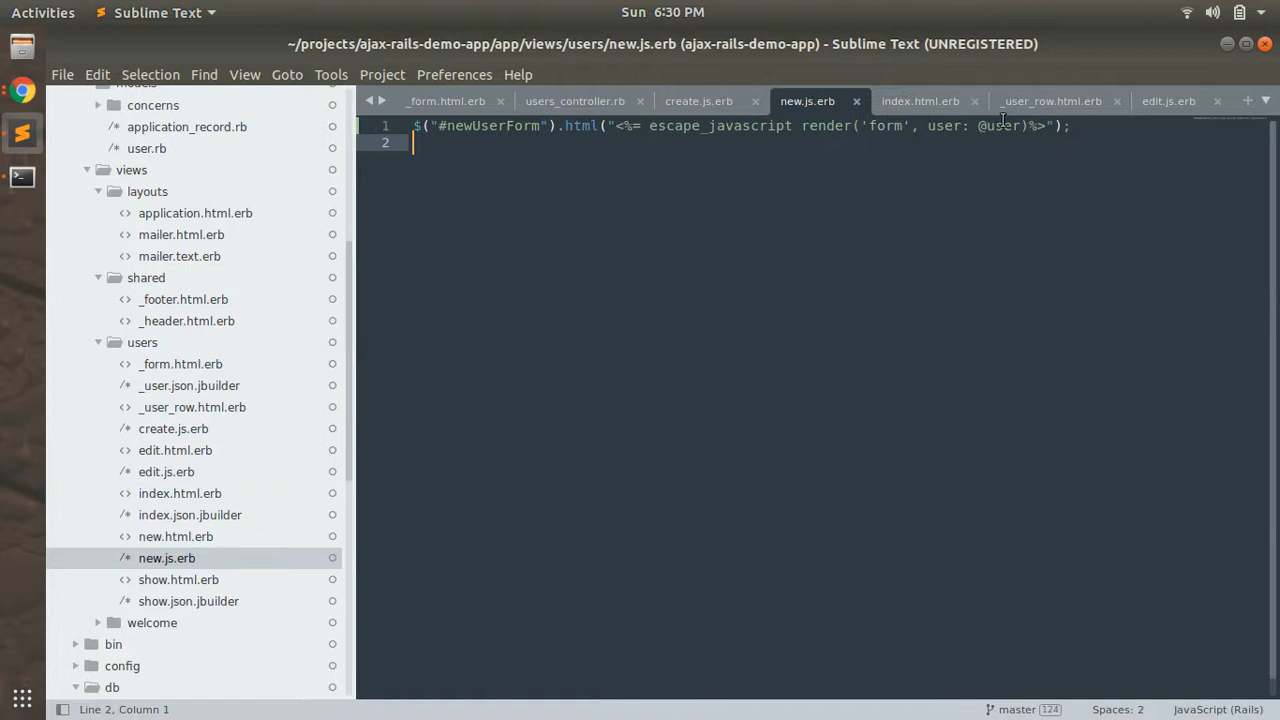 Activities Sublime Text Sun 6:30 PM
~/projects/ajax-rails-demo-app/app/views/users/new.js.erb (ajax-rails-demo-app) - Sublime Text (UNREGISTERED)
File Edit Selection Find View Goto Tools Project Preferences Help
_form.html.erb users_controller.rb create.js.erb new.js.erb index.html.erb _user_row.html.erb edit.js.erb
concerns
application_record.rb
user.rb
views
layouts
application.html.erb
mailer.html.erb
mailer.text.erb
shared
_footer.html.erb
_header.html.erb
users
_form.html.erb
_user.json.jbuilder
_user_row.html.erb
create.js.erb
edit.html.erb
edit.js.erb
index.html.erb
index.json.jbuilder
new.html.erb
new.js.erb
show.html.erb
show.json.jbuilder
welcome
bin
config
db
1 $("#newUserForm").html("<%= escape_javascript render('form', user: @user)%>");
2
Line 2, Column 1 master 124 Spaces: 2 JavaScript (Rails)